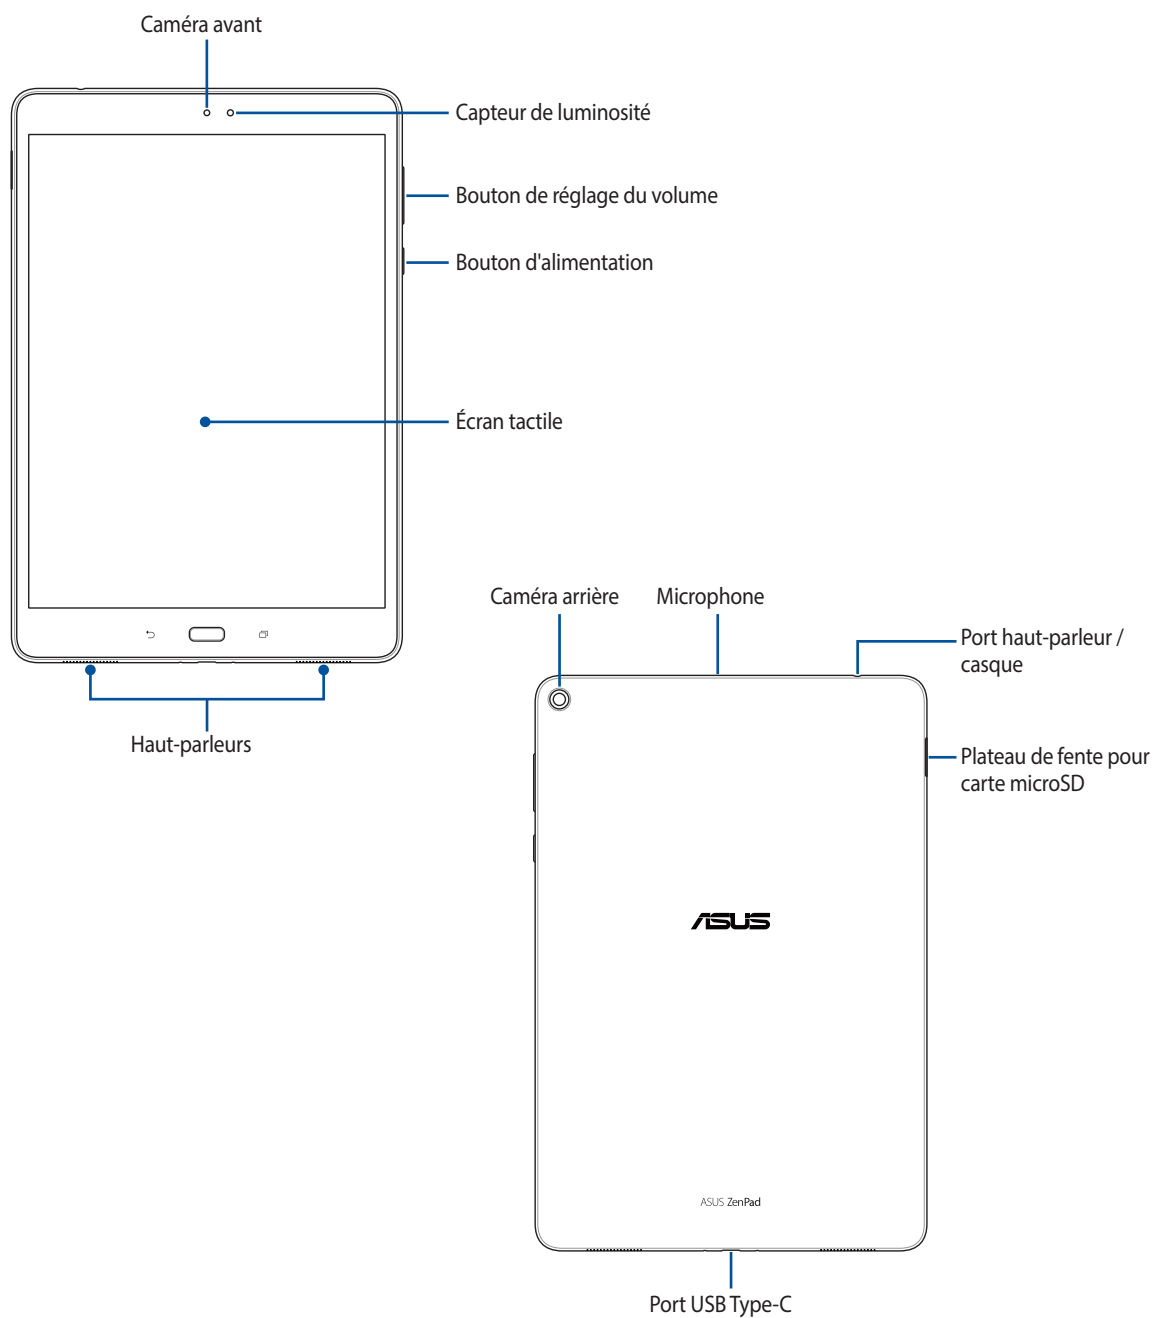 Caméra avant
Capteur de luminosité
Bouton de réglage du volume
Bouton d'alimentation
Écran tactile
Haut-parleurs
Caméra arrière
Microphone
Port haut-parleur /
casque
Plateau de fente pour
carte microSD
ASUS
ASUS ZenPad
Port USB Type-C